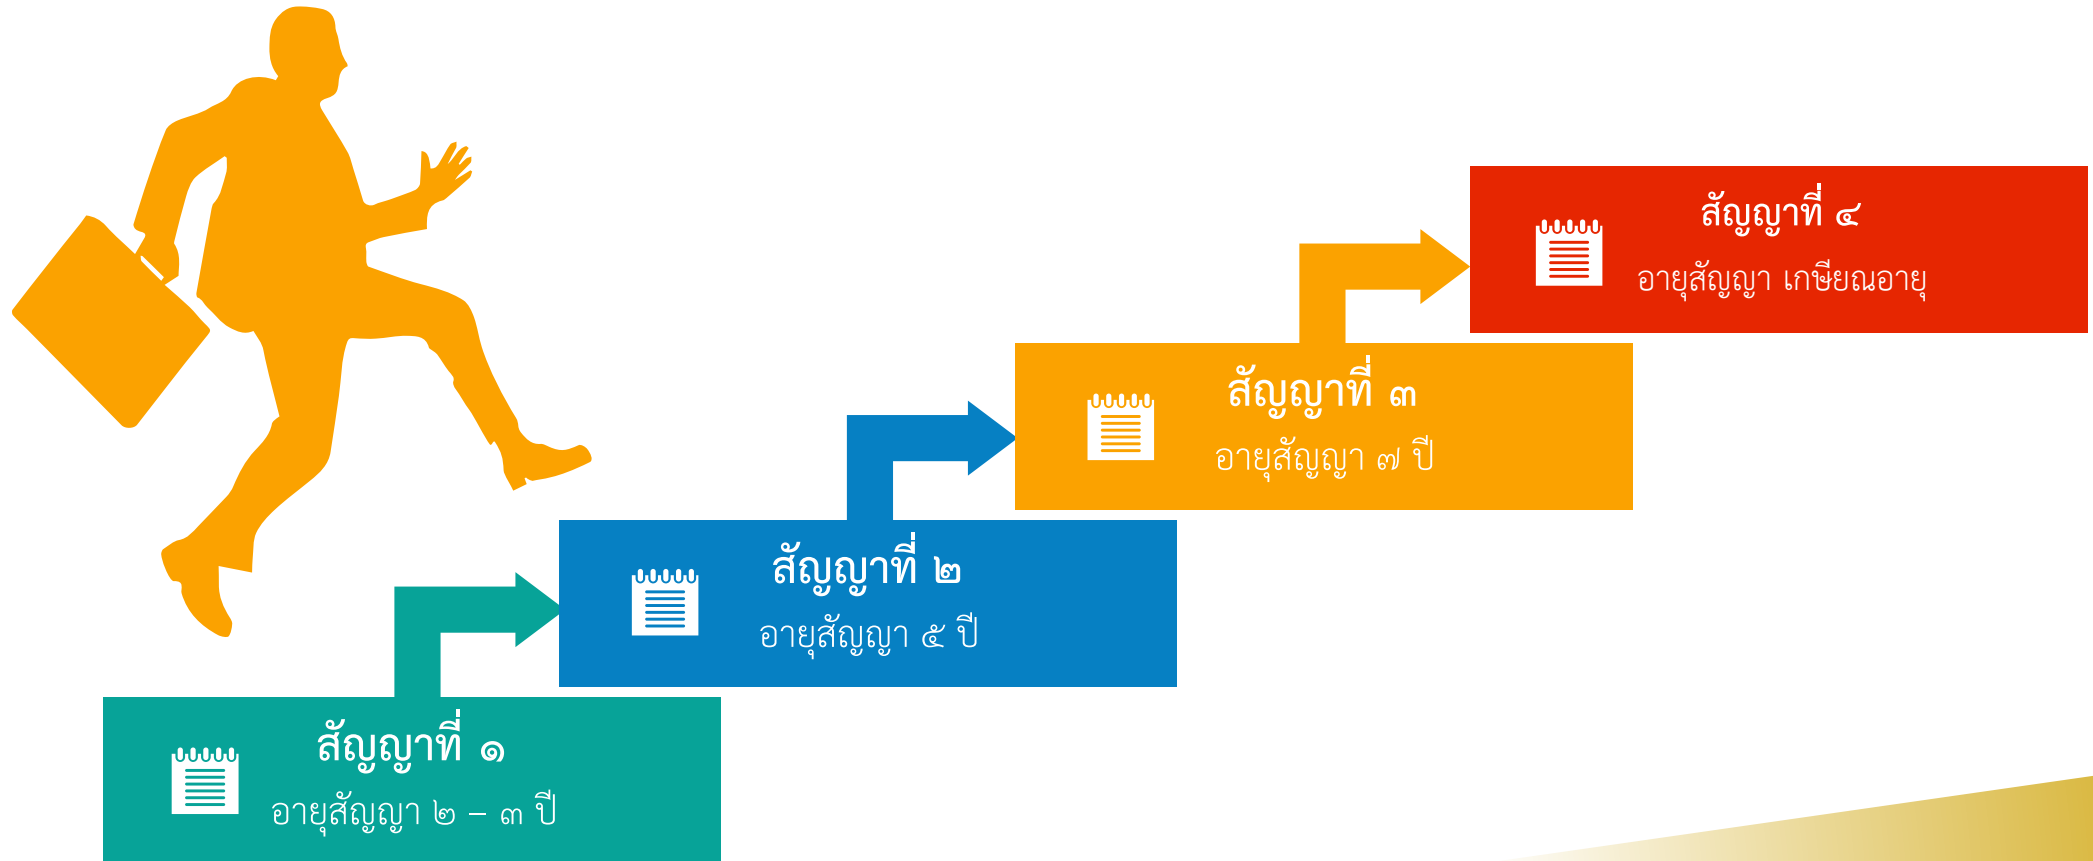 สัญญาที่ ๔
อายุสัญญา เกษียณอายุ
สัญญาที่ ๓
อายุสัญญา ๗ ปี
สัญญาที่ ๒
อายุสัญญา ๕ ปี
สัญญาที่ ๑
อายุสัญญา ๒ – ๓ ปี